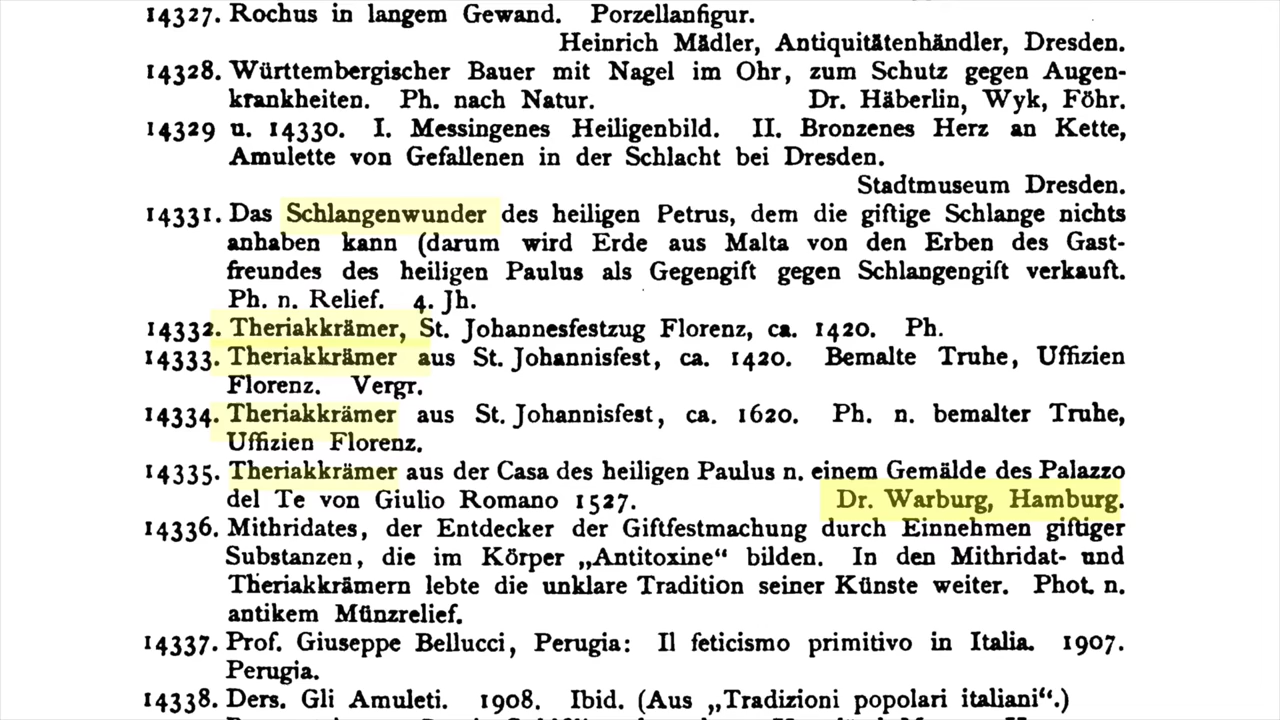 14327. Rochus in langem Gewand. Porzellanfigur.
Heinrich Mädler, Antiquitätenhändler, Dresden.
14328. Württembergischer Bauer mit Nagel im Ohr, zum Schutz gegen Augen-
krankheiten. Ph. nach Natur. Dr. Häberlin, Wyk, Föhr.
14329 u. 14330. I. Messingenes Heiligenbild. II. Bronzenes Herz an Kette,
Amulette von Gefallenen in der Schlacht bei Dresden.
Stadtmuseum Dresden.
14331. Das Schlangenwunder des heiligen Petrus, dem die giftige Schlange nichts
anhaben kann (darum wird Erde aus Malta von den Erben des Gast-
freundes des heiligen Paulus als Gegengift gegen Schlangengift verkauft.
Ph. n. Relief. 4. Jh.
14332. Theriakkrämer, St. Johannesfestzug Florenz, ca. 1420. Ph.
14333. Theriakkrämer aus St. Johannisfest, ca. 1420. Bemalte Truhe, Uffizien
Florenz. Vergr.
14334. Theriakkrämer aus St. Johannisfest, ca. 1620. Ph. n. bemalter Truhe,
Uffizien Florenz.
14335. Theriakkrämer aus der Casa des heiligen Paulus n. einem Gemälde des Palazzo
del Te von Giulio Romano 1527. Dr. Warburg, Hamburg.
14336. Mithridates, der Entdecker der Giftfestmachung durch Einnehmen giftiger
Substanzen, die im Körper „Antitoxine“ bilden. In den Mithridat- und
Theriakkrämern lebte die unklare Tradition seiner Künste weiter. Phot. n.
antikem Münzrelief.
14337. Prof. Giuseppe Bellucci, Perugia: Il feticismo primitivo in Italia. 1907.
Perugia.
14338. Ders. Gli Amuleti. 1908. Ibid. (Aus „Tradizioni popolari italiani“.)